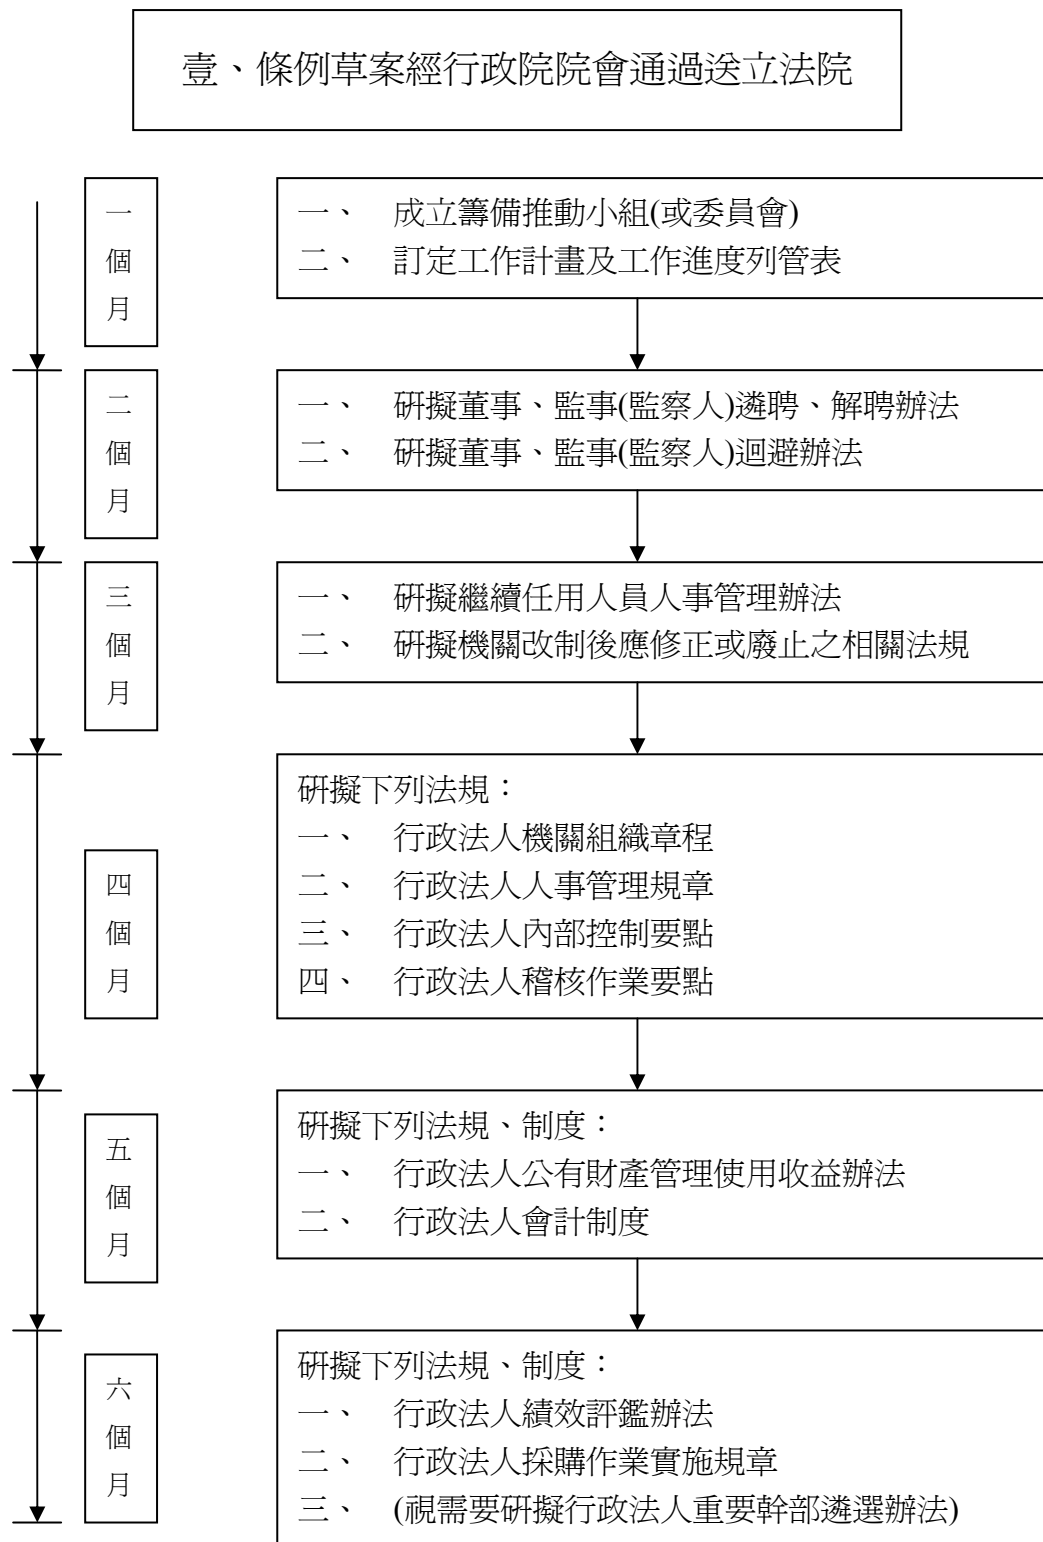 壹、條例草案經行政院院會通過送立法院
一個月
一、 成立籌備推動小組(或委員會)
二、 訂定工作計畫及工作進度列管表
二個月
一、 研擬董事、監事(監察人)遴聘、解聘辦法
二、 研擬董事、監事(監察人)迴避辦法
三個月
一、 研擬繼續任用人員人事管理辦法
二、 研擬機關改制後應修正或廢止之相關法規
四個月
研擬下列法規：
一、 行政法人機關組織章程
二、 行政法人人事管理規章
三、 行政法人內部控制要點
四、 行政法人稽核作業要點
五個月
研擬下列法規、制度：
一、 行政法人公有財產管理使用收益辦法
二、 行政法人會計制度
六個月
研擬下列法規、制度：
一、 行政法人績效評鑑辦法
二、 行政法人採購作業實施規章
三、 (視需要研擬行政法人重要幹部遴選辦法)